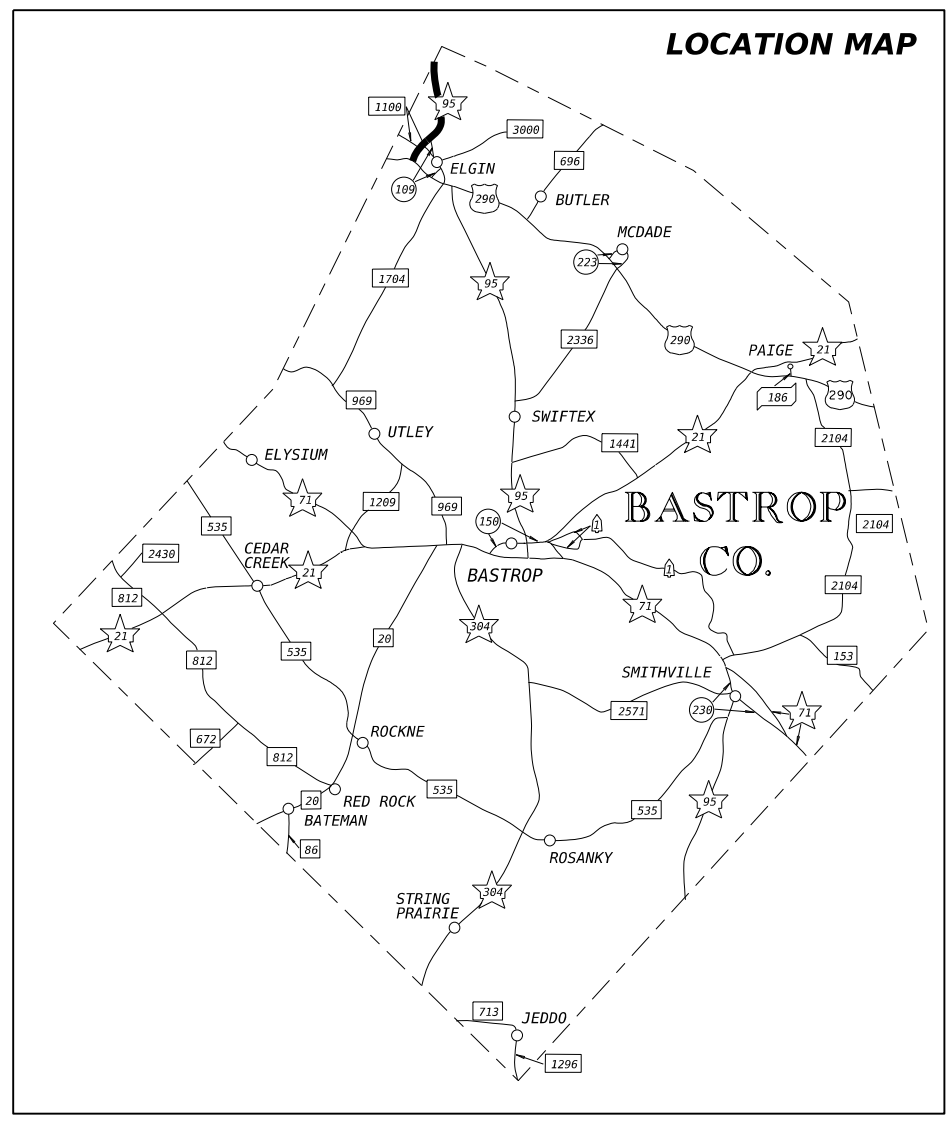 LOCATION MAP
95
1100
3000
696
ELGIN
109
290
BUTLER
MCDADE
223
1704
95
2336
290
PAIGE
21
186
290
969
SWIFTEX
UTLEY
21
2104
1441
ELYSIUM
71
1209
95
969
BASTROP
CO.
150
1
535
2104
2430
CEDAR
CREEK
21
BASTROP
1
2104
812
71
304
21
20
535
812
153
SMITHVILLE
2571
230
71
672
ROCKNE
812
535
20
RED ROCK
95
535
BATEMAN
86
ROSANKY
304
STRING
PRAIRIE
713
JEDDO
1296